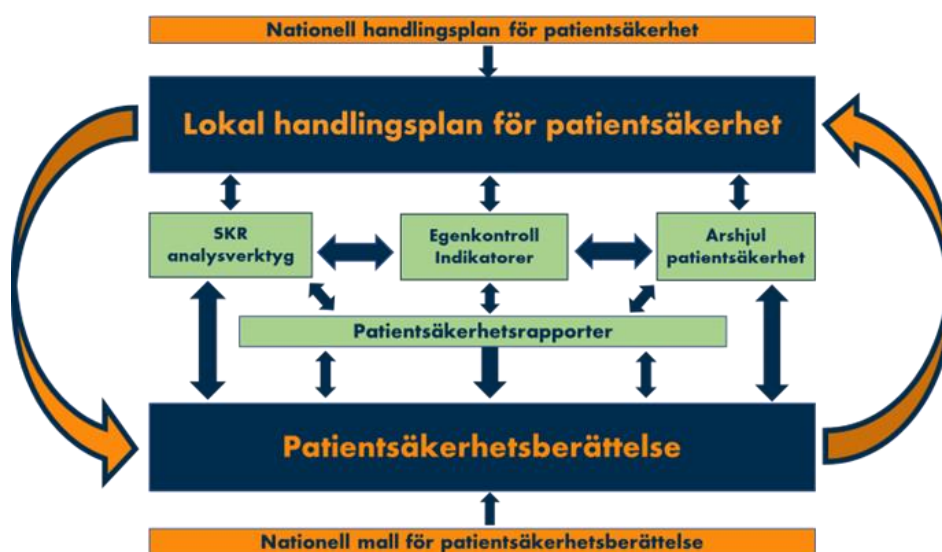 Nationell handlingsplan för patientsäkerhet
Lokal handlingsplan för patientsäkerhet
SKR
analysverktyg
Egenkontroll
Indikatorer
Arshjul
patientsäkerhet
Patientsäkerhetsrapporter
Patientsäkerhetsberättelse
Nationell mall för patientsäkerhetsberättelse